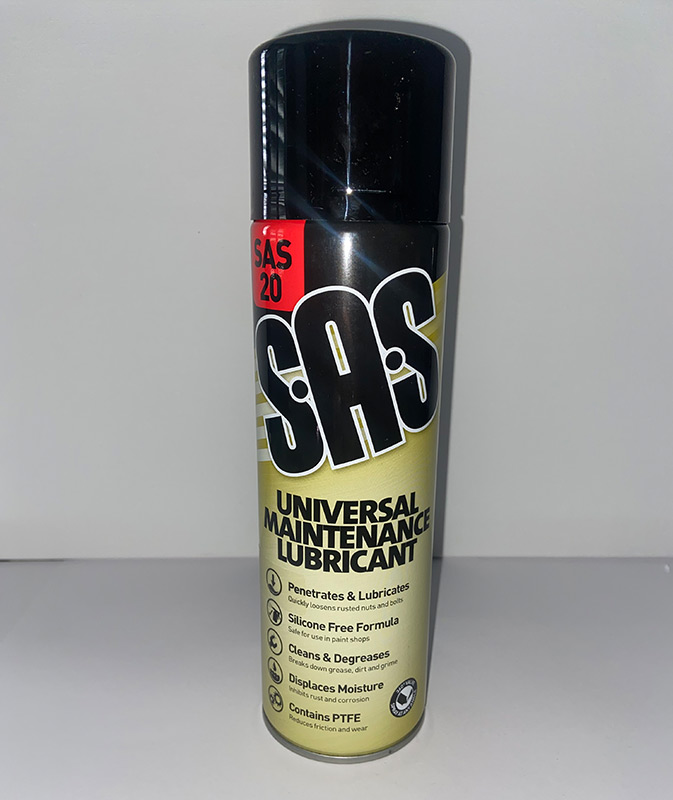 SAS
20
S·A·S
UNIVERSAL
MAINTENANCE
LUBRICANT
Penetrates & Lubricates
Quickly loosens rusted nuts and bolts
Silicone Free Formula
Safe for use in paint shops
Cleans & Degreases
Breaks down grease, dirt and grime
Displaces Moisture
Inhibits rust and corrosion
Contains PTFE
Reduces friction and wear